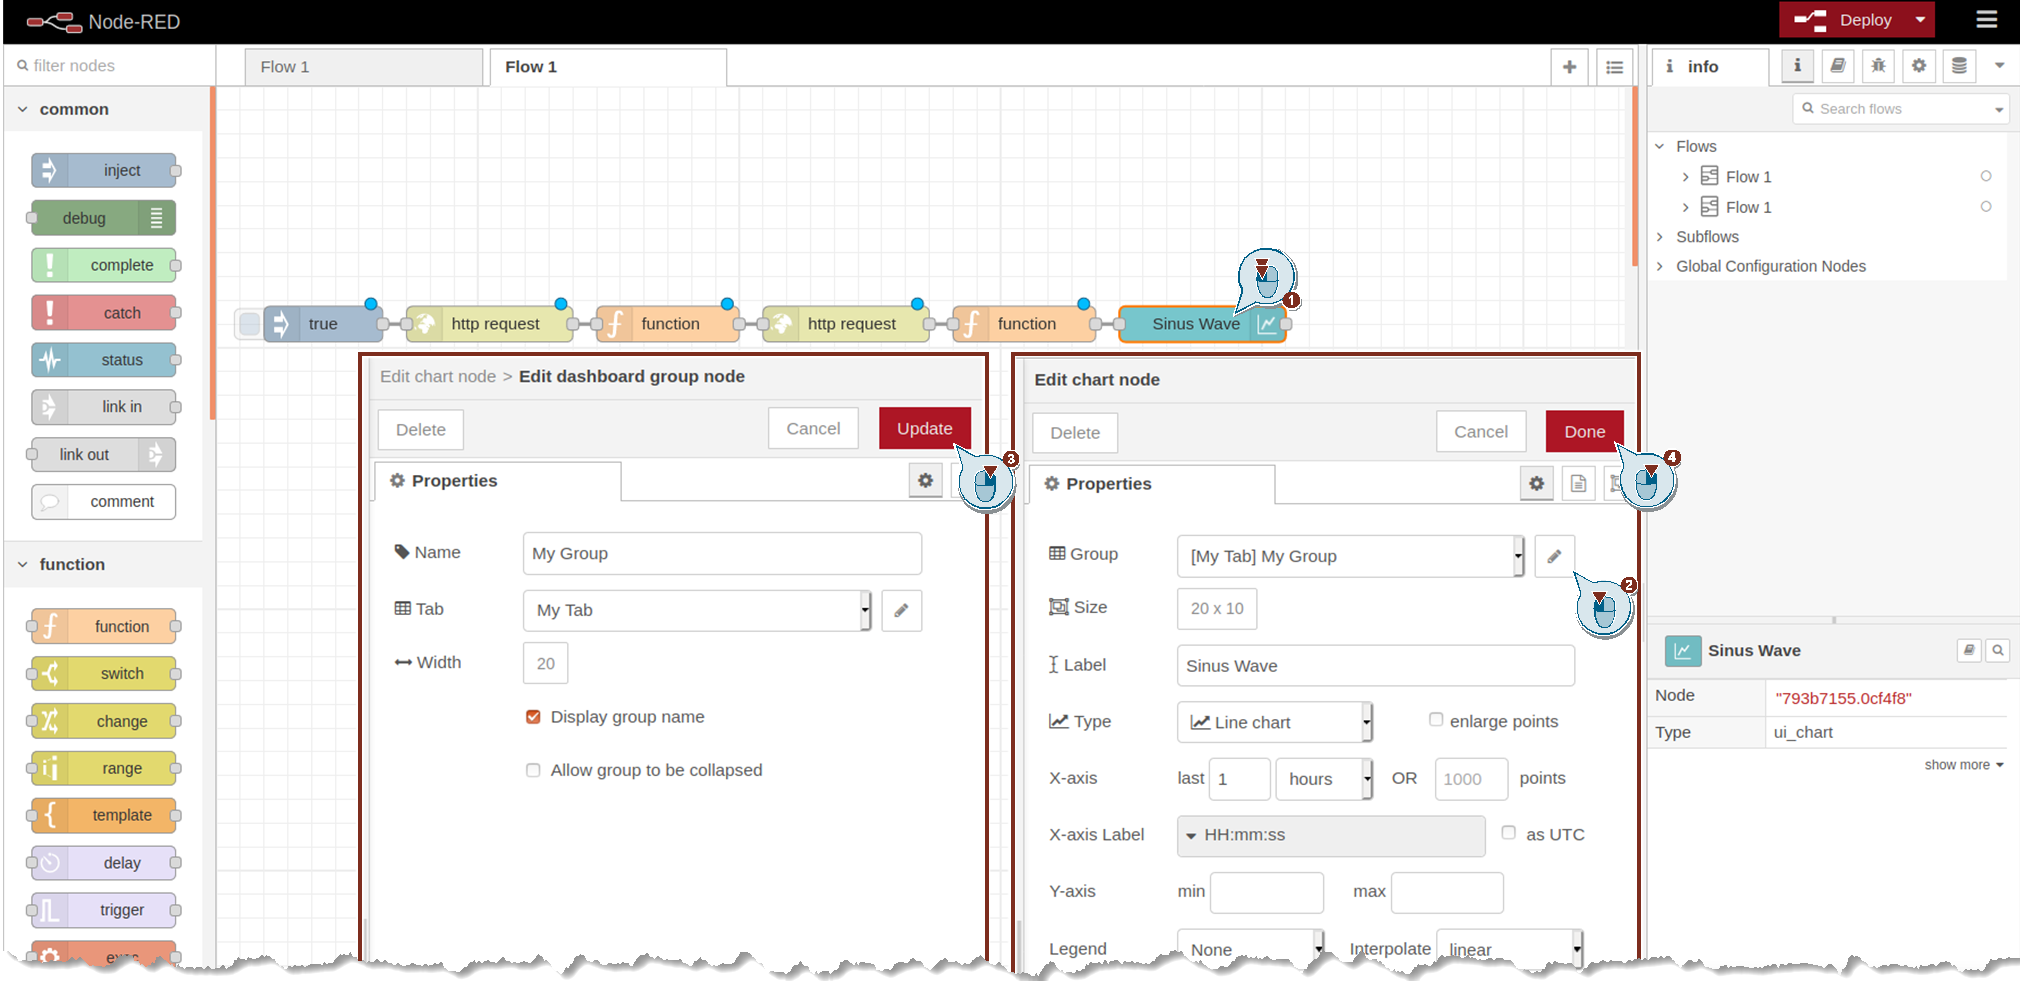 Node-RED
Deploy
filter nodes
Flow 1
Flow 1
info
Search flows
common
inject
debug
complete
catch
status
link in
link out
comment
function
function
switch
change
range
template
delay
trigger
exec
true
http request
function
http request
function
Sinus Wave
1
Edit chart node > Edit dashboard group node
Delete
Cancel
Update
3
Properties
Name
My Group
Tab
My Tab
Width
20
Display group name
Allow group to be collapsed
Edit chart node
Delete
Cancel
Done
4
Properties
Group
[My Tab] My Group
2
Size
20 x 10
Label
Sinus Wave
Type
Line chart
enlarge points
X-axis
last
1
hours
OR
1000
points
X-axis Label
HH:mm:ss
as UTC
Y-axis
min
max
Legend
None
Interpolate
linear
Flows
Flow 1
Flow 1
Subflows
Global Configuration Nodes
Sinus Wave
Node
"793b7155.0cf4f8"
Type
ui_chart
show more